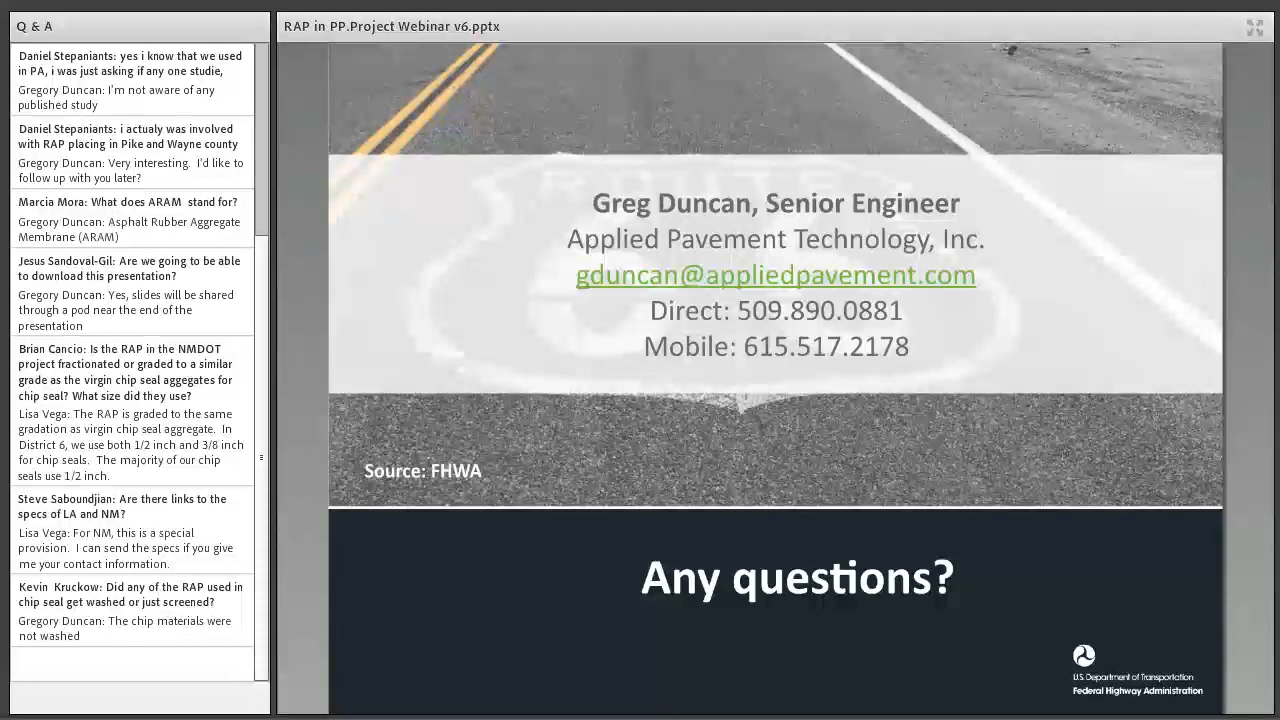 Q & A
Daniel Stepaniants: yes i know that we used
in PA, i was just asking if any one studie,
Gregory Duncan: I'm not aware of any
published study
Daniel Stepaniants: i actualy was involved
with RAP placing in Pike and Wayne county
Gregory Duncan: Very interesting. I'd like to
follow up with you later?
Marcia Mora: What does ARAM stand for?
Gregory Duncan: Asphalt Rubber Aggregate
Membrane (ARAM)
Jesus Sandoval-Gil: Are we going to be able
to download this presentation?
Gregory Duncan: Yes, slides will be shared
through a pod near the end of the
presentation
Brian Cancio: Is the RAP in the NMDOT
project fractionated or graded to a similar
grade as the virgin chip seal aggegates for
chip seal? What size did they use?
Lisa Vega: The RAP is graded to the same
gradation as virgin chip seal aggregate. In
District 6, we use both 1/2 inch and 3/8 inch
for chip seals. The majority of our chip
seals use 1/2 inch.
Steve Saboundjian: Are there links to the
specs of LA and NM?
Lisa Vega: For NM, this is a special
provision. I can send the specs if you give
me your contact information.
Kevin Kruckow: Did any of the RAP used in
chip seal get washed or just screened?
Gregory Duncan: The chip materials were
not washed
RAP in PP.Project Webinar v6.pptx
Greg Duncan, Senior Engineer
Applied Pavement Technology, Inc.
gduncan@appliedpavement.com
Direct: 509.890.0881
Mobile: 615.517.2178
Source: FHWA
Any questions?
U.S. Department of Transportation
Federal Highway Administration